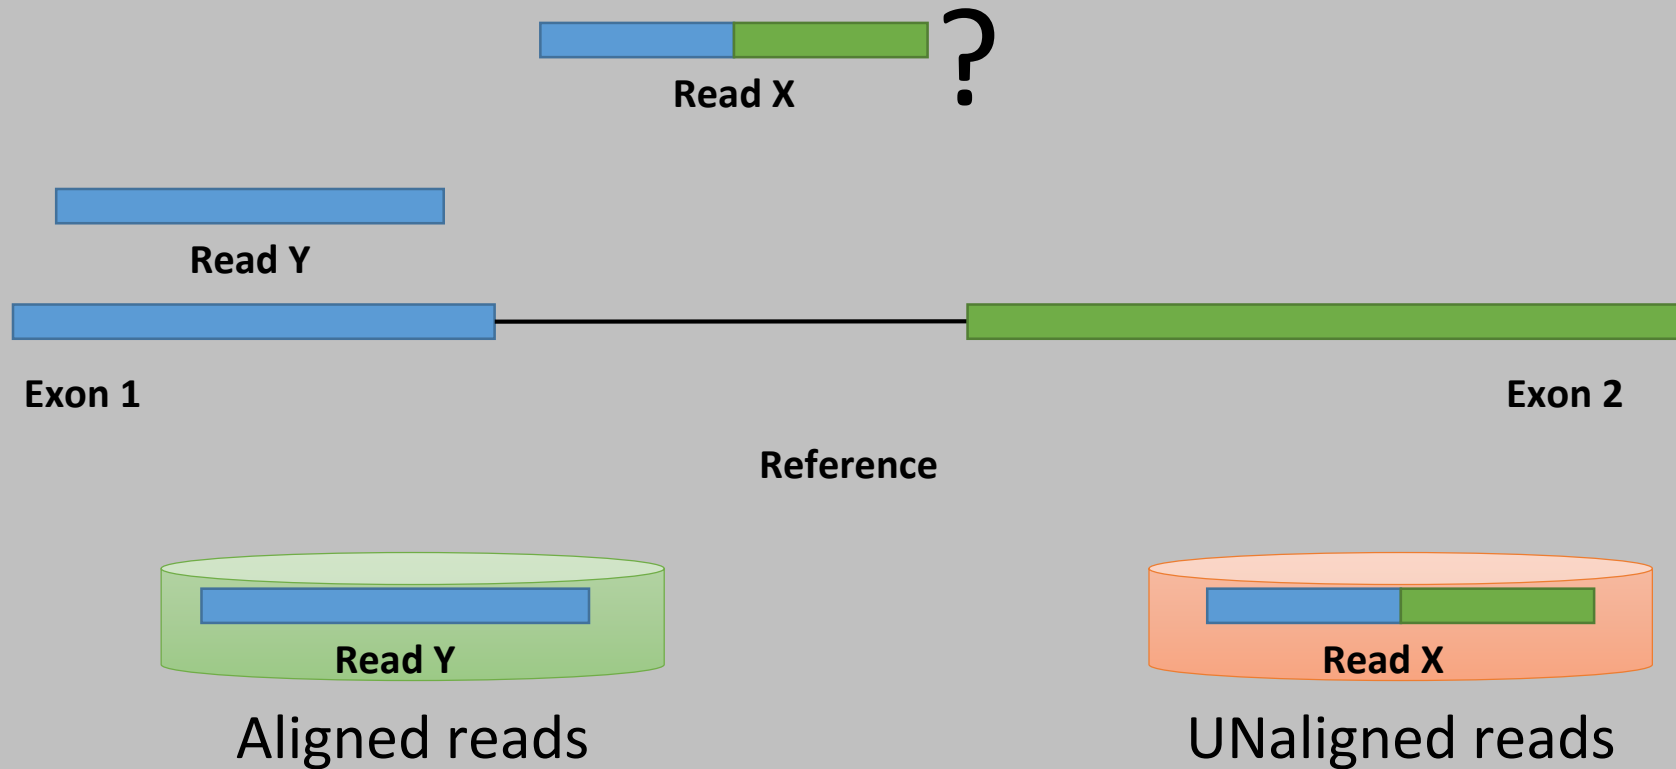 ?
Read X
Read Y
Exon 1
Exon 2
Reference
Read Y
Read X
Aligned reads
UNaligned reads